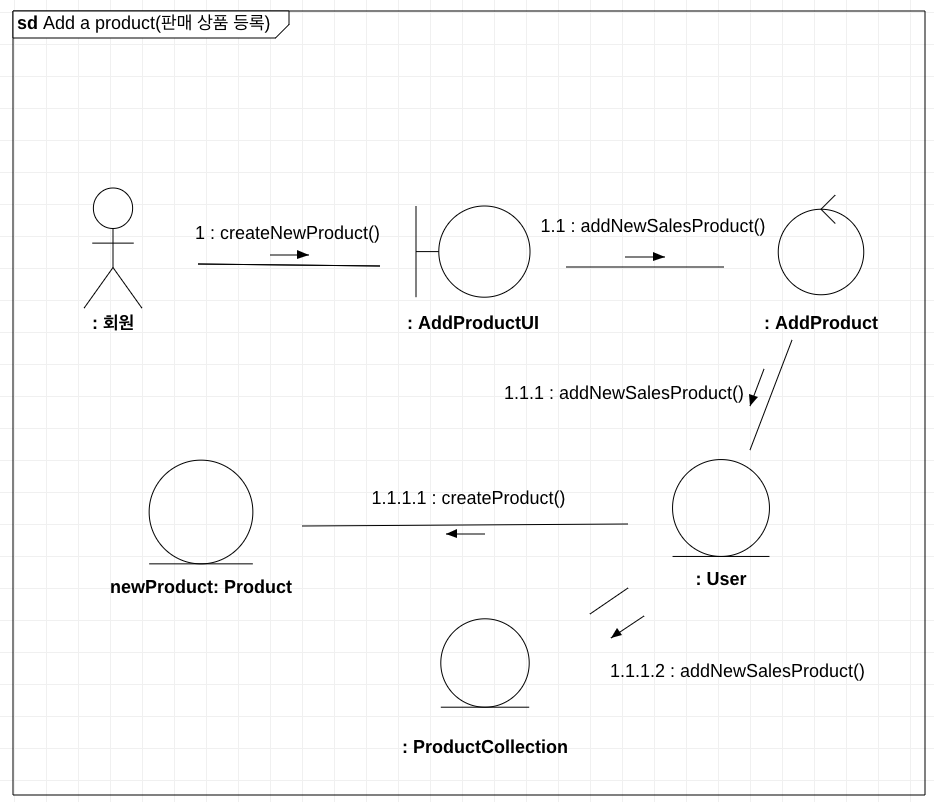 sd Add a product(판매 상품 등록)
1 : createNewProduct()
1.1 : addNewSalesProduct()
: 회원
: AddProductUI
: AddProduct
1.1.1 : addNewSalesProduct()
1.1.1.1 : createProduct()
: User
newProduct: Product
1.1.1.2 : addNewSalesProduct()
: ProductCollection